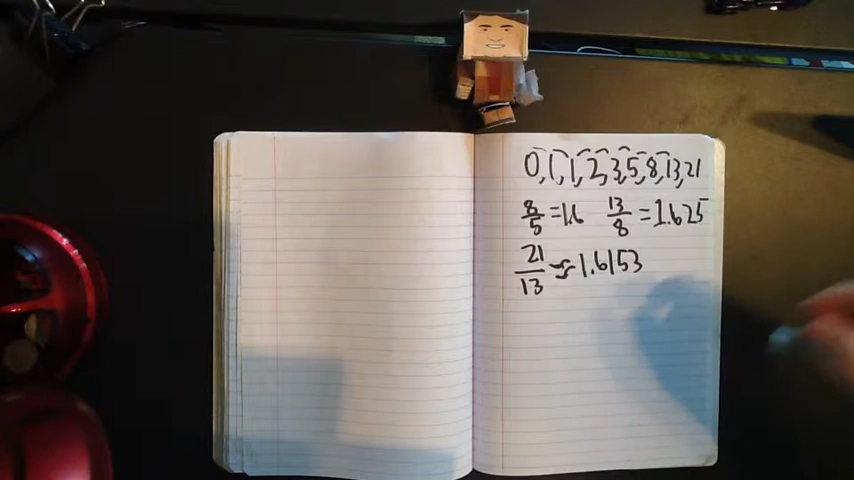 0, 1, 1, 2, 3, 5, 8, 13, 21
8/5 = 1.6 13/8 = 1.625
21/13 ≈ 1.6153